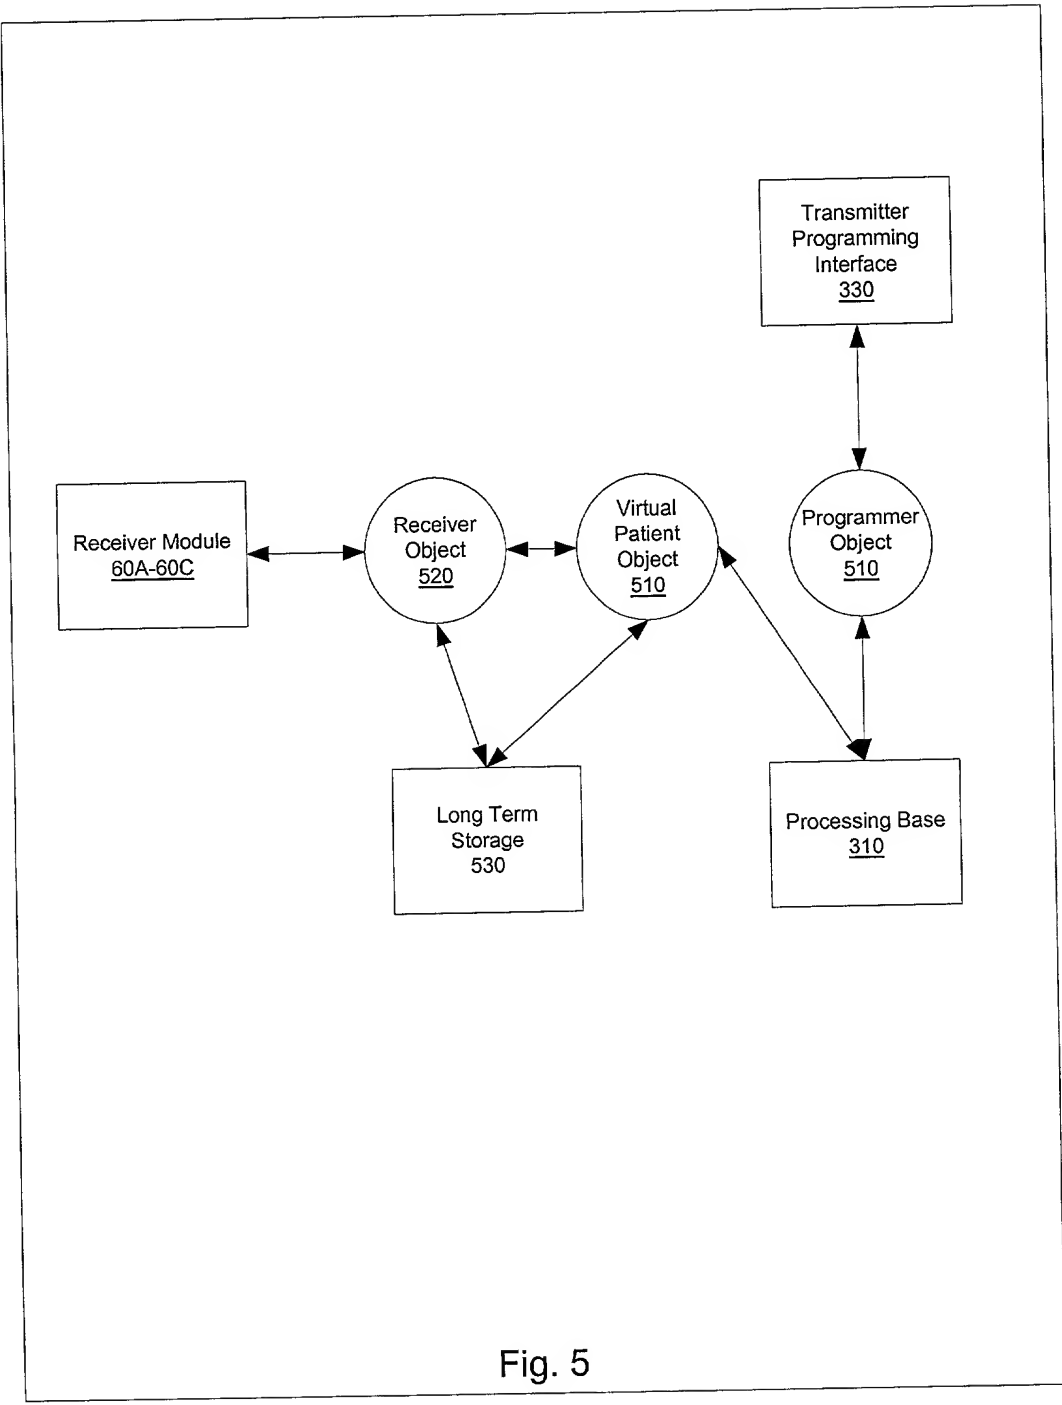 Transmitter
Programming
Interface
330
Receiver Module
60A-60C
Receiver
Object
520
Virtual
Patient
Object
510
Programmer
Object
510
Long Term
Storage
530
Processing Base
310
Fig. 5